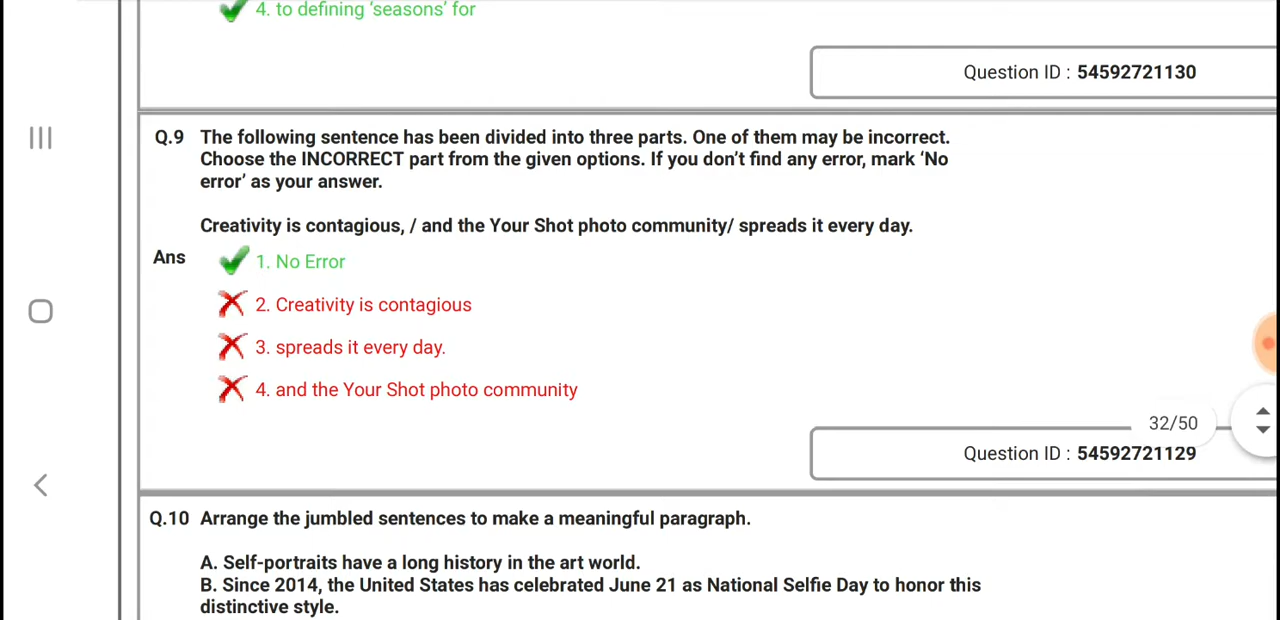 4. to defining ‘seasons’ for
Question ID : 54592721130
Q.9 The following sentence has been divided into three parts. One of them may be incorrect.
Choose the INCORRECT part from the given options. If you don’t find any error, mark ‘No
error’ as your answer.
Creativity is contagious, / and the Your Shot photo community/ spreads it every day.
Ans 1. No Error
2. Creativity is contagious
3. spreads it every day.
4. and the Your Shot photo community
32/50
Question ID : 54592721129
Q.10 Arrange the jumbled sentences to make a meaningful paragraph.
A. Self-portraits have a long history in the art world.
B. Since 2014, the United States has celebrated June 21 as National Selfie Day to honor this
distinctive style.